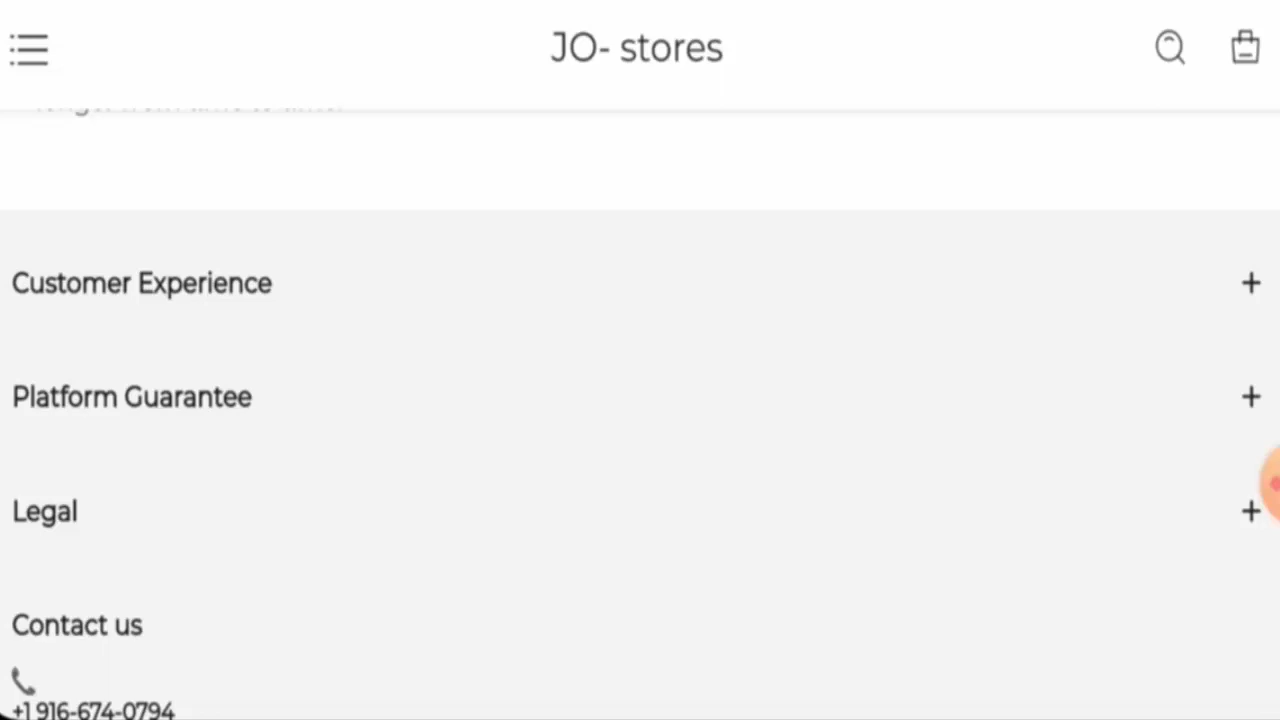 JO- stores
Customer Experience
Platform Guarantee
Legal
Contact us
+1 916-674-0794